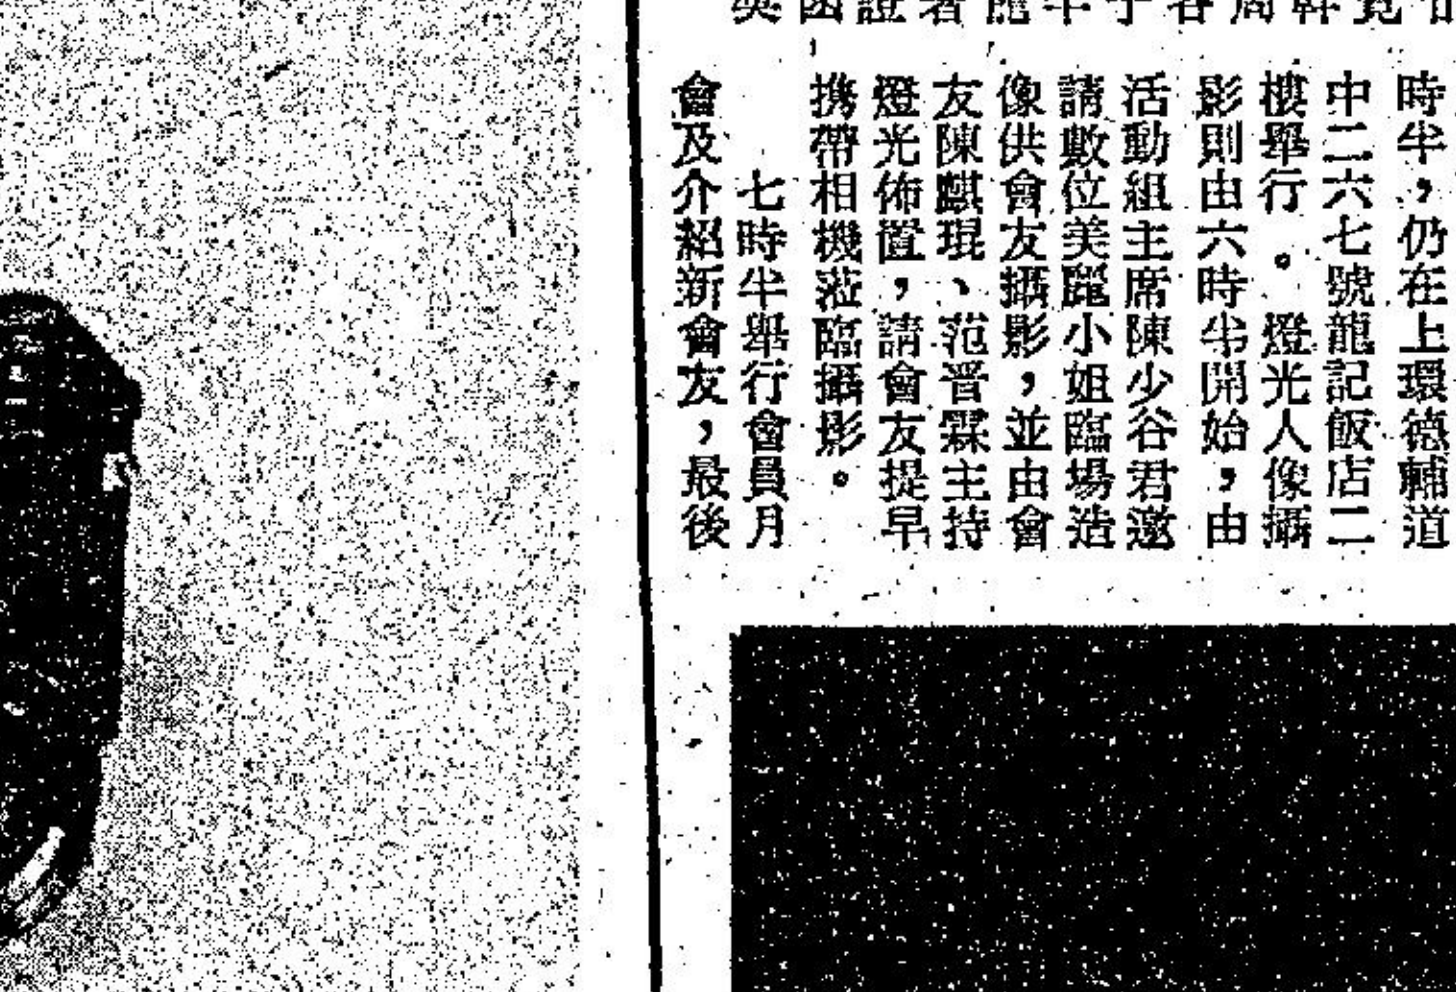 時半，仍在上環德輔道
中二六七號龍記飯店二
樓舉行。燈光人像攝
影則由六時半開始，由
活動組主席陳少谷君邀
請數位美麗小姐臨場造
像供會友攝影，並由會
友陳麒琨、范晋霖主持
燈光佈置，請會友提早
携帶相機蒞臨攝影。
七時半舉行會員月
會及介紹新會友，最後